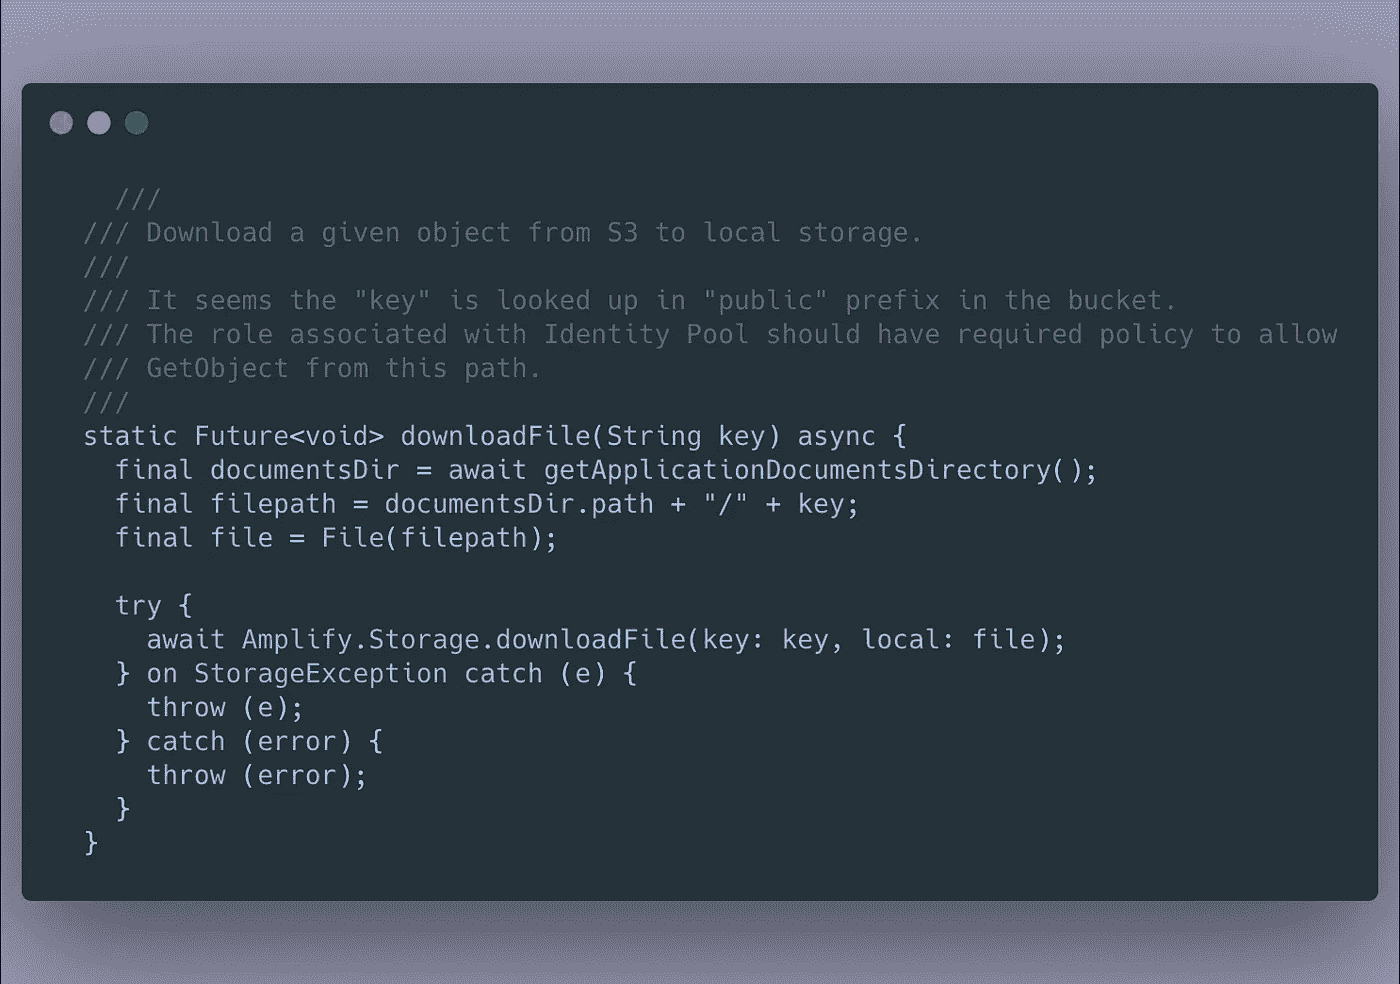 ///
/// Download a given object from S3 to local storage.
///
/// It seems the "key" is looked up in "public" prefix in the bucket.
/// The role associated with Identity Pool should have required policy to allow
/// GetObject from this path.
///
static Future<void> downloadFile(String key) async {
final documentsDir = await getApplicationDocumentsDirectory();
final filepath = documentsDir.path + "/" + key;
final file = File(filepath);
try {
await Amplify.Storage.downloadFile(key: key, local: file);
} on StorageException catch (e) {
throw (e);
} catch (error) {
throw (error);
}
}